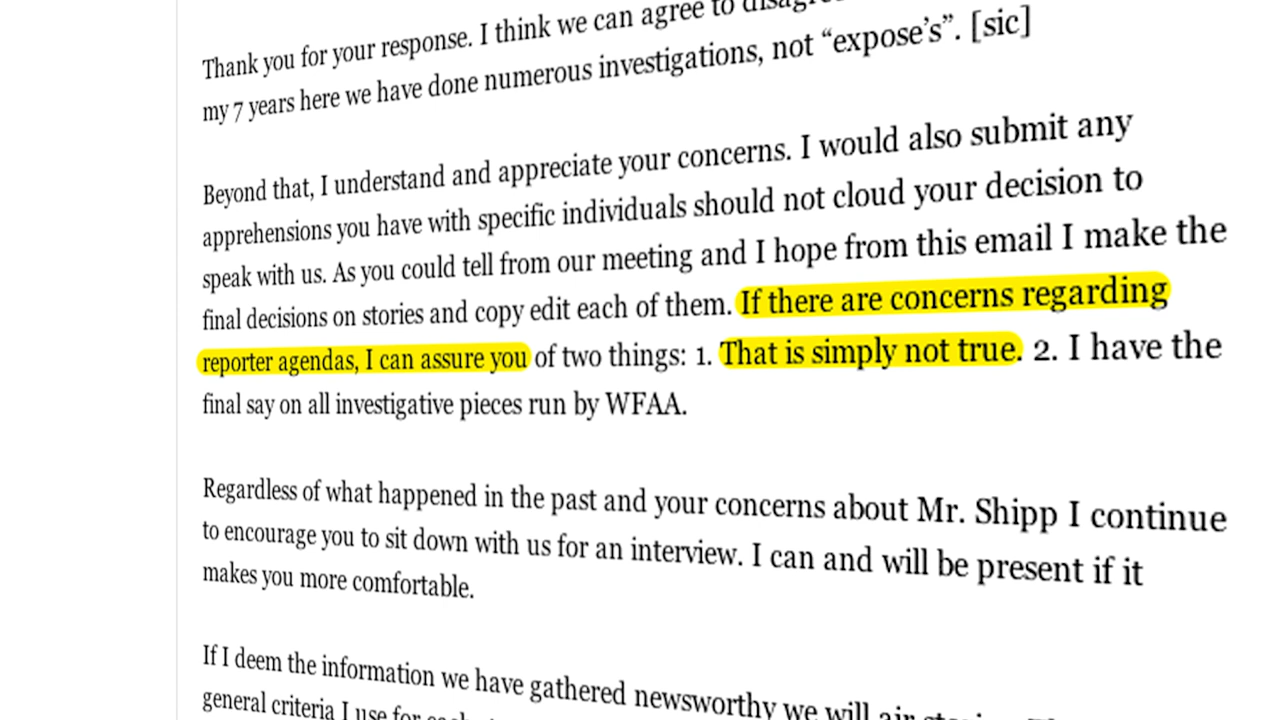 Thank you for your response. I think we can agree to
my 7 years here we have done numerous investigations, not “expose’s”. [sic]
Beyond that, I understand and appreciate your concerns. I would also submit any
apprehensions you have with specific individuals should not cloud your decision to
speak with us. As you could tell from our meeting and I hope from this email I make the
final decisions on stories and copy edit each of them. If there are concerns regarding
reporter agendas, I can assure you of two things: 1. That is simply not true. 2. I have the
final say on all investigative pieces run by WFAA.
Regardless of what happened in the past and your concerns about Mr. Shipp I continue
to encourage you to sit down with us for an interview. I can and will be present if it
makes you more comfortable.
If I deem the information we have gathered newsworthy we will air
general criteria I use for